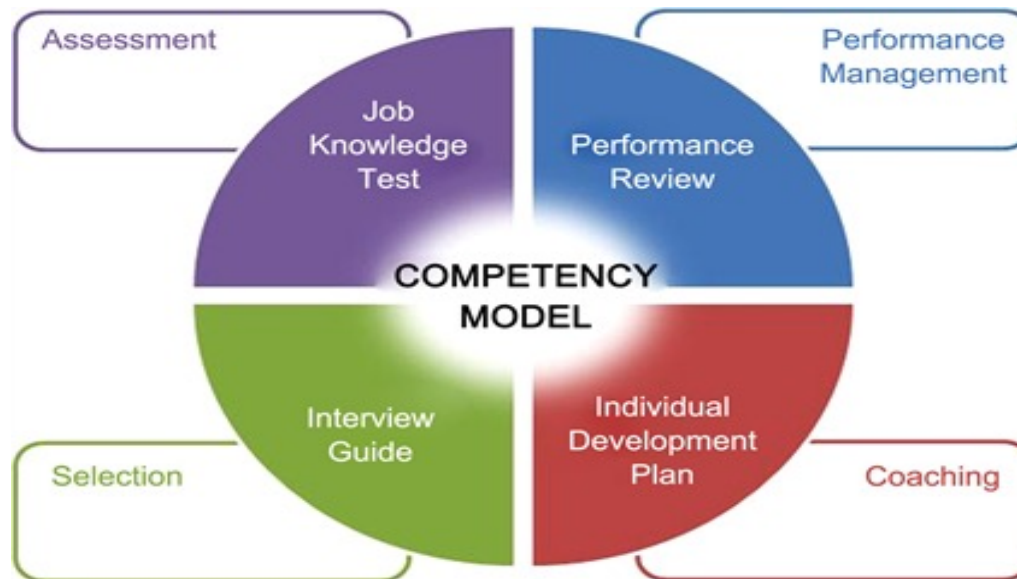 Assessment
Performance
Management
Job
Knowledge
Test
Performance
Review
COMPETENCY
MODEL
Interview
Guide
Individual
Development
Plan
Selection
Coaching